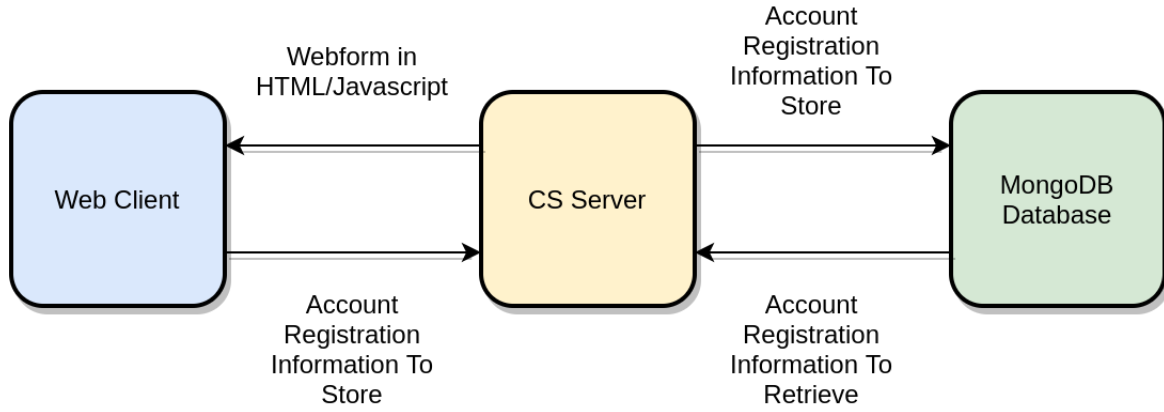 Webform in
HTML/Javascript
Account
Registration
Information To
Store
Web Client
CS Server
MongoDB
Database
Account
Registration
Information To
Store
Account
Registration
Information To
Retrieve